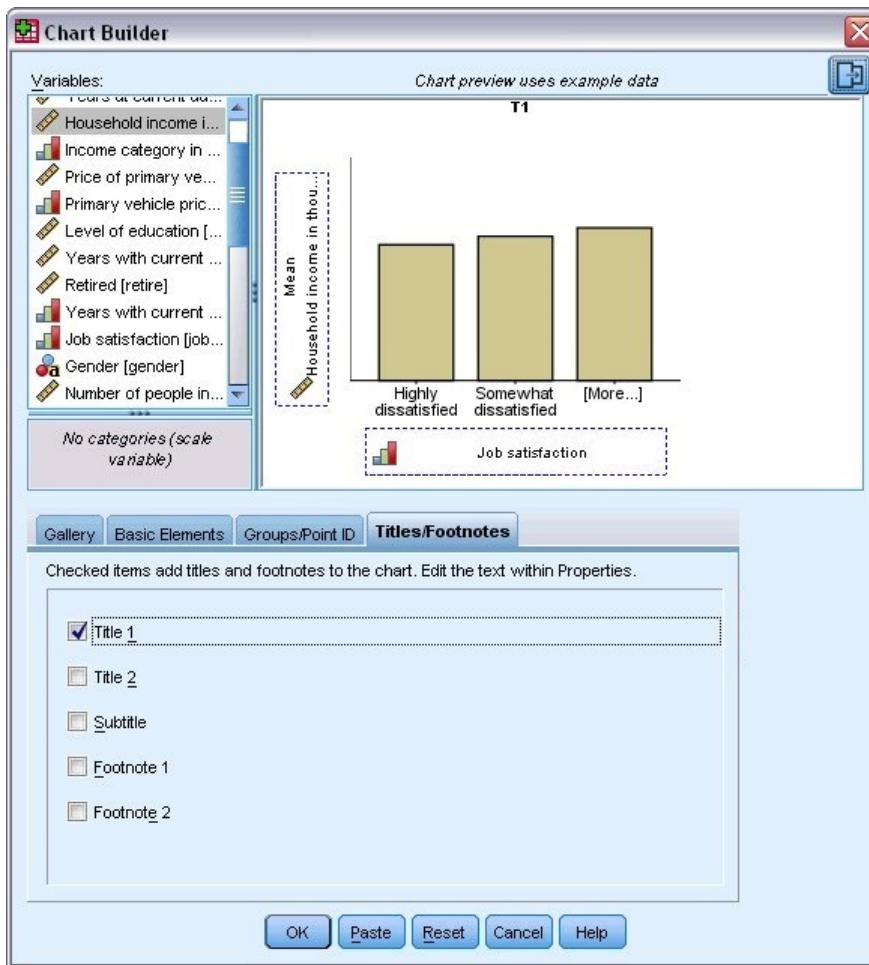 Chart Builder
Variables:
Chart preview uses example data
Household income i...
Income category in ...
Price of primary ve...
Primary vehicle pric...
Level of education [...
Years with current ...
Retired [retire]
Years with current ...
Job satisfaction [job...
Gender [gender]
Number of people in...
No categories (scale
variable)
T1
Mean
Household income in thou...
Highly
dissatisfied
Somewhat
dissatisfied
[More...]
Job satisfaction
Gallery
Basic Elements
Groups/Point ID
Titles/Footnotes
Checked items add titles and footnotes to the chart. Edit the text within Properties.
Title 1
Title 2
Subtitle
Footnote 1
Footnote 2
OK
Paste
Reset
Cancel
Help